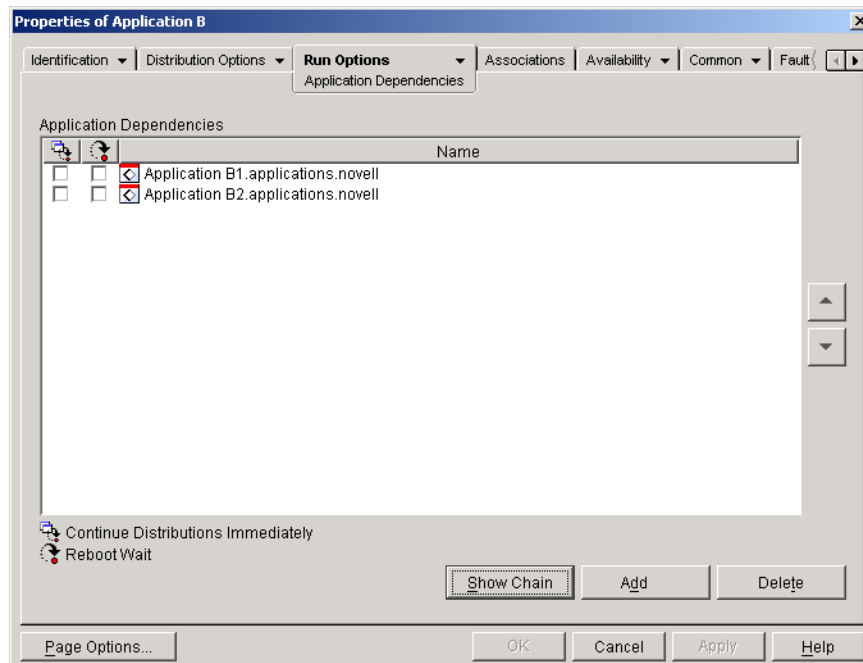 Properties of Application B
Identification Distribution Options Run Options Associations Availability Common Fault
Application Dependencies
Application Dependencies
Name
Application B1.applications.novell
Application B2.applications.novell
Continue Distributions Immediately
Reboot Wait
Show Chain Add Delete
Page Options... OK Cancel Apply Help